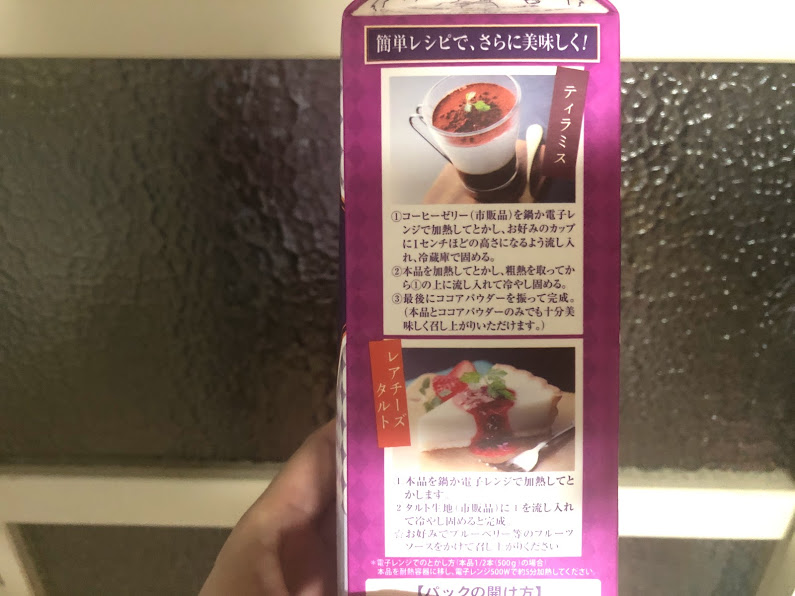 簡単レシピで、さらに美味しく!
ティラミス
①コーヒーゼリー(市販品)を鍋か電子レ
ンジで加熱してとかし、お好みのカップ
に1センチほどの高さになるよう流し入
れ、冷蔵庫で固める。
②本品を加熱してとかし、粗熱を取ってか
ら①の上に流し入れて冷やし固める。
③最後にココアパウダーを振って完成。
(本品とココアパウダーのみでも十分美
味しく召し上がりいただけます。)
レアチーズ
タルト
1 本品を鍋か電子レンジで加熱してと
かします
2 タルト生地(市販品)に1を流し入れ
て冷やし固めると完成
☆お好みでブルーベリー等のフルーツ
ソースをかけて召し上がりください
*電子レンジでのとかし方「本品1/2本(500g)の場合」
本品を耐熱容器に移し、電子レンジ500Wで約5分加熱してください。
【パックの開け方】